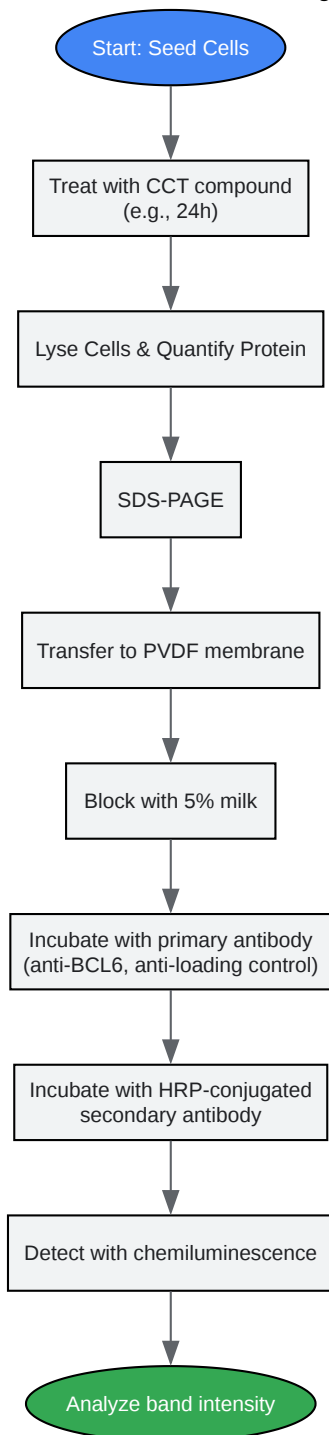 Start: Seed Cells
Treat with CCT compound
(e.g., 24h)
Lyse Cells & Quantify Protein
SDS-PAGE
Transfer to PVDF membrane
Block with 5% milk
Incubate with primary antibody
(anti-BCL6, anti-loading control)
Incubate with HRP-conjugated
secondary antibody
Detect with chemiluminescence
Analyze band intensity